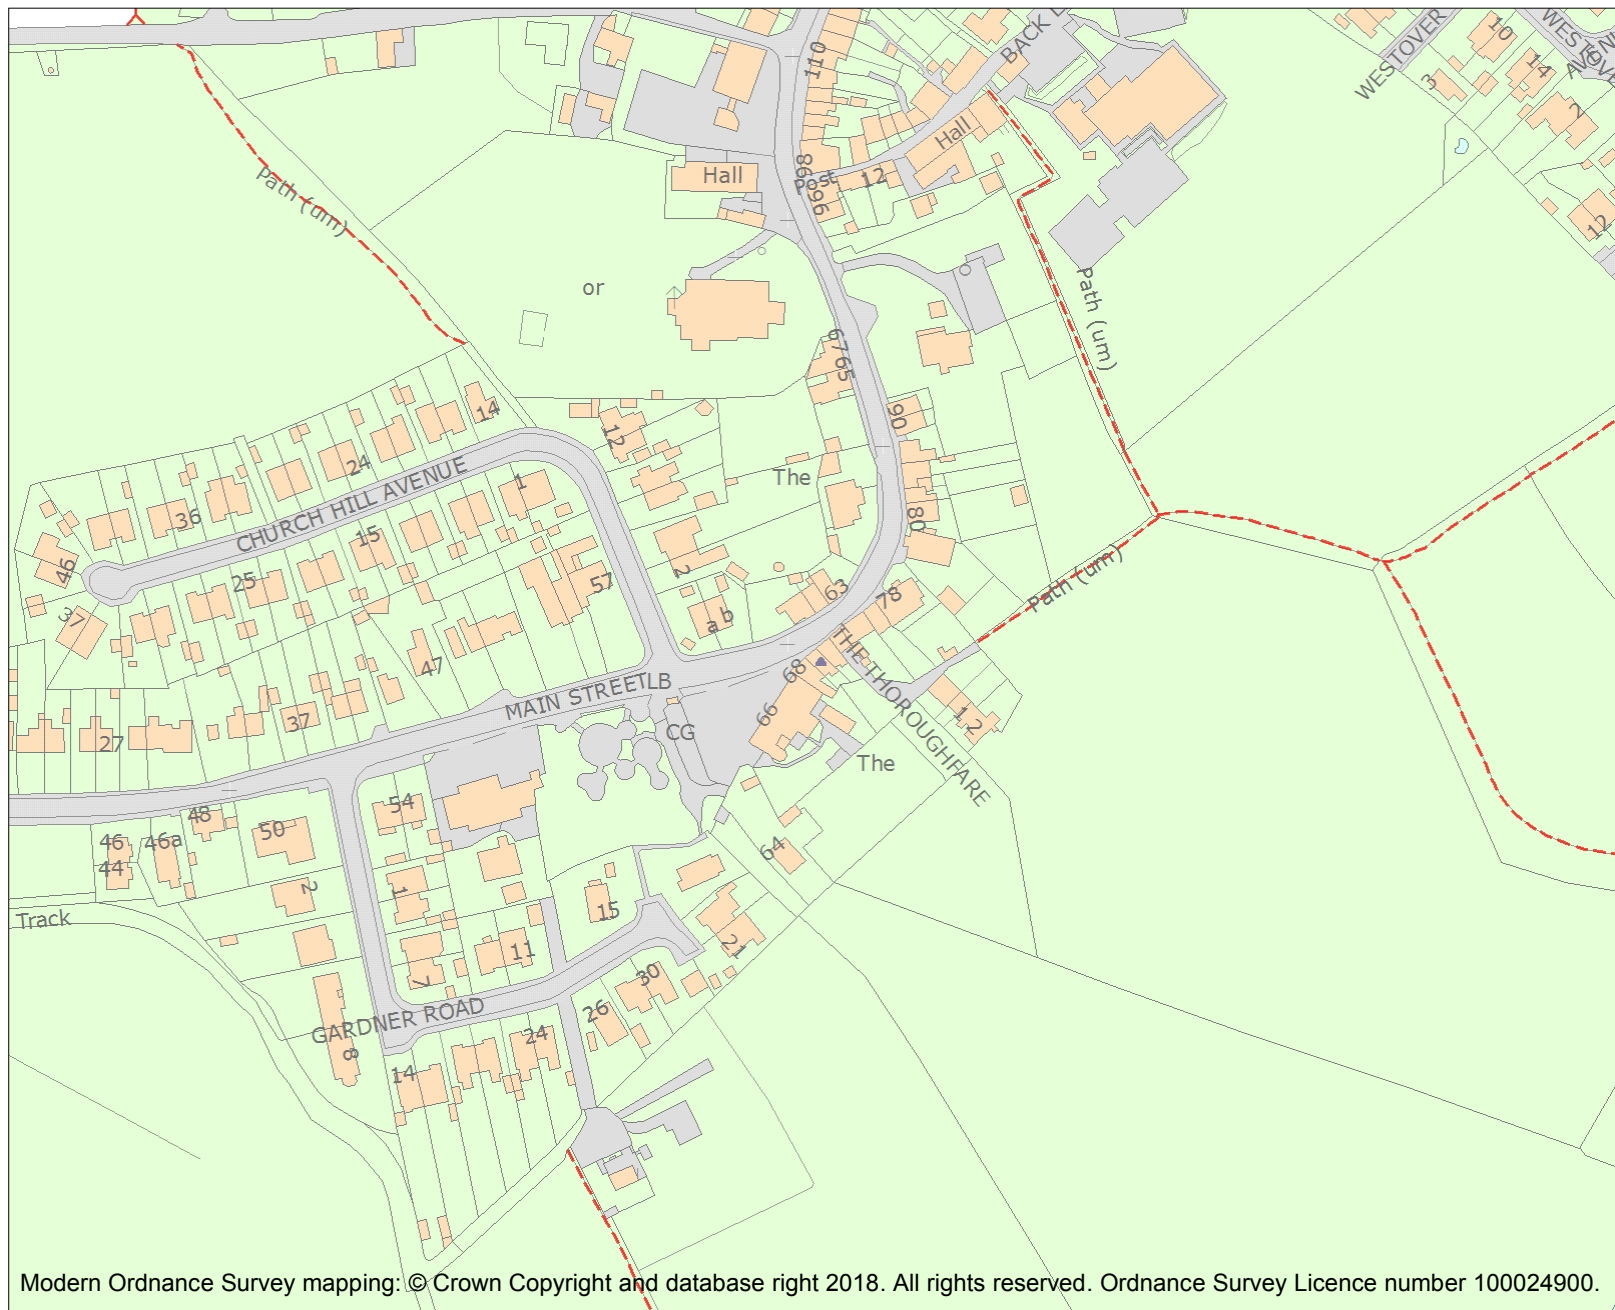 110
BACK L
WESTOVER
10
WESTOVE
AVENU
14
3
2
6
Path (um)
Hall
98
Post
96
12
Hall
12
or
Path (um)
67
65
14
12
90
24
CHURCH HILL AVENUE
The
1
36
15
80
46
25
57
2
Path (um)
37
a b
63
78
47
THE THOROUGHFARE
68
MAIN STREET
LB
66
1
2
37
27
CG
The
54
48
46
46a
50
44
64
2
1
15
Track
11
21
7
30
26
GARDNER ROAD
24
8
14
Modern Ordnance Survey mapping: © Crown Copyright and database right 2018. All rights reserved. Ordnance Survey Licence number 100024900.